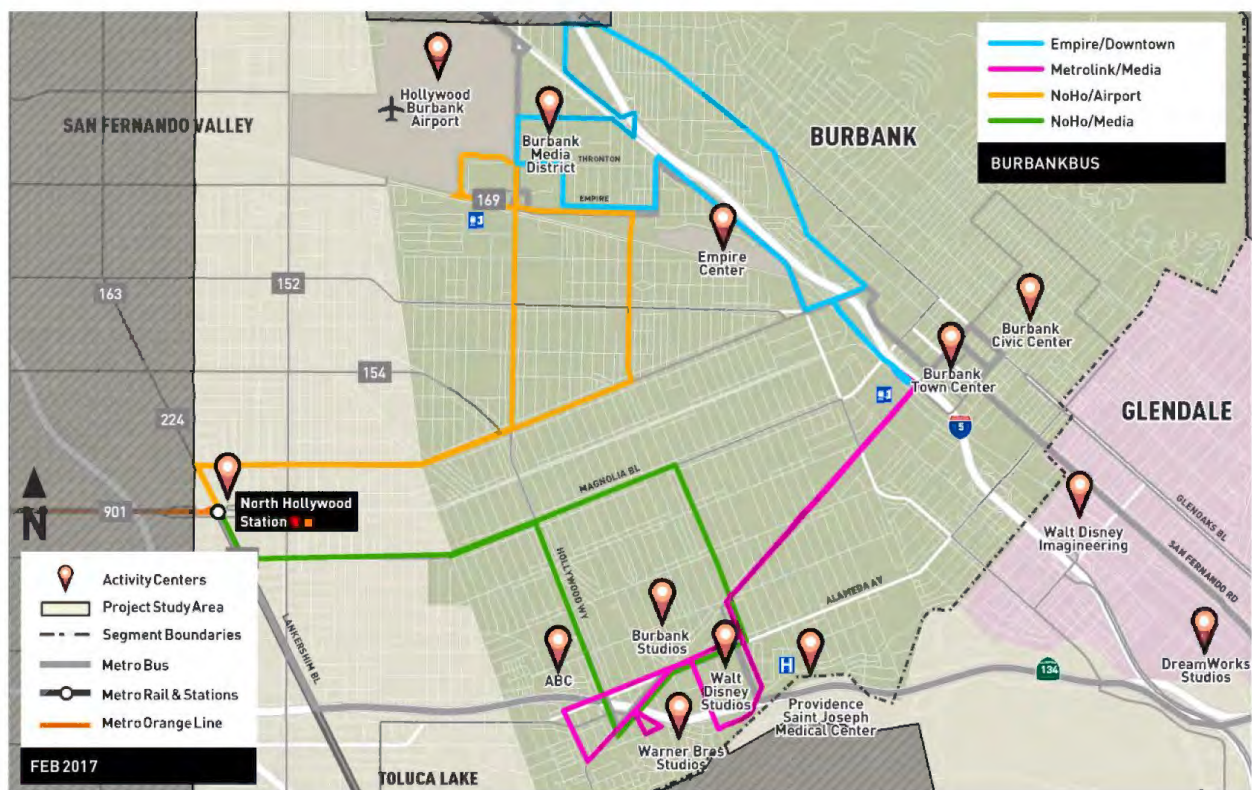 Empire/Downtown
Metrolink/Media
NoHo/Airport
NoHo/Media
BURBANKBUS
Hollywood
Burbank
Airport
SAN FERNANDO VALLEY
BURBANK
Burbank
Media
District
THRONTON
EMPIRE
169
Empire
Center
163
152
Burbank
Civic Center
154
Burbank
Town Center
224
5
GLENDALE
MAGNOLIA BL
North Hollywood
Station
901
N
GLENOAKS BL
Walt Disney
Imagineering
SAN FERNANDO RD
HOLLYWOOD WY
ALAMEDA AV
Activity Centers
Project Study Area
Segment Boundaries
Metro Bus
Metro Rail & Stations
Metro Orange Line
FEB 2017
LANKERSHIM BL
Burbank
Studios
ABC
Walt
Disney
Studios
H
Providence
Saint Joseph
Medical Center
134
DreamWorks
Studios
Warner Bros
Studios
TOLUCA LAKE